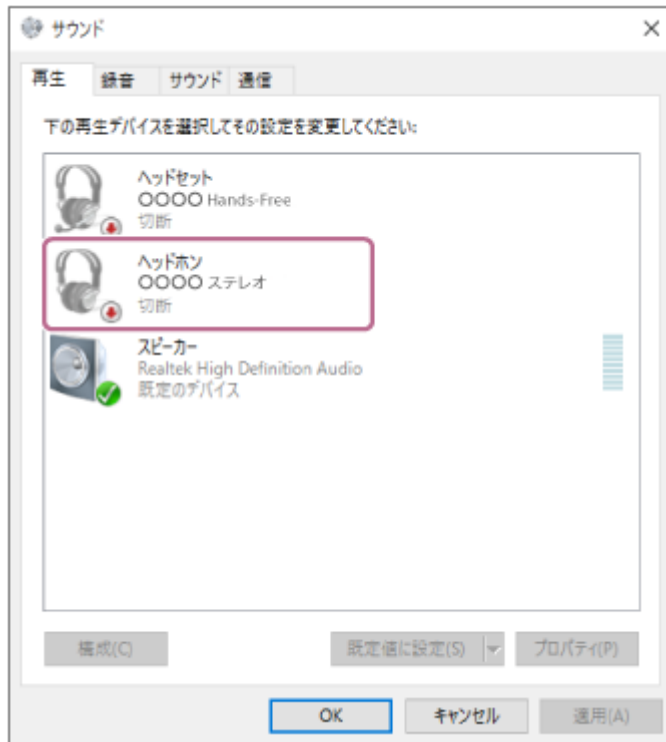 サウンド
再生 録音 サウンド 通信
下の再生デバイスを選択してその設定を変更してください:
ヘッドセット
〇〇〇〇 Hands-Free
切断
ヘッドホン
〇〇〇〇 ステレオ
切断
スピーカー
Realtek High Definition Audio
既定のデバイス
構成(C) 既定値に設定(S) プロパティ(P)
OK キャンセル 適用(A)